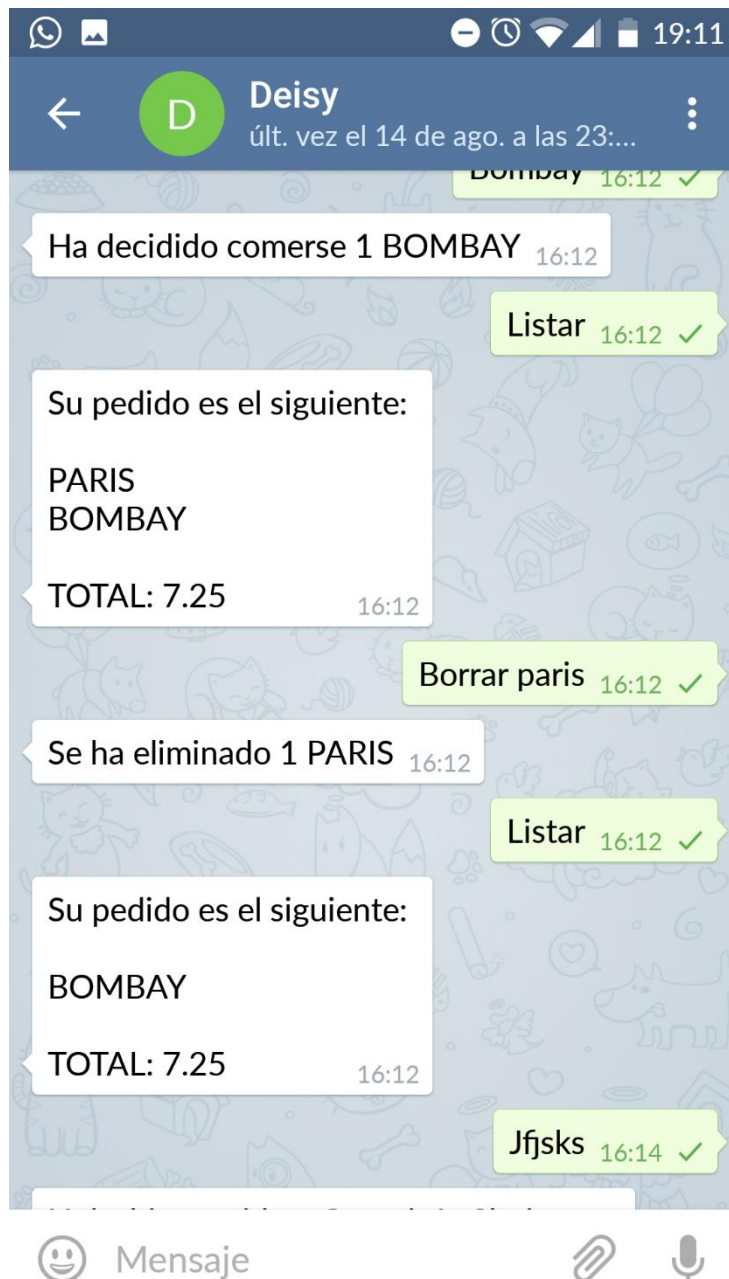 19:11
D
Deisy
últ. vez el 14 de ago. a las 23:...
Bombay 16:12
Ha decidido comerse 1 BOMBAY 16:12
Listar 16:12
Su pedido es el siguiente:
PARIS
BOMBAY
TOTAL: 7.25 16:12
Borrar paris 16:12
Se ha eliminado 1 PARIS 16:12
Listar 16:12
Su pedido es el siguiente:
BOMBAY
TOTAL: 7.25 16:12
Jfjsks 16:14
Mensaje